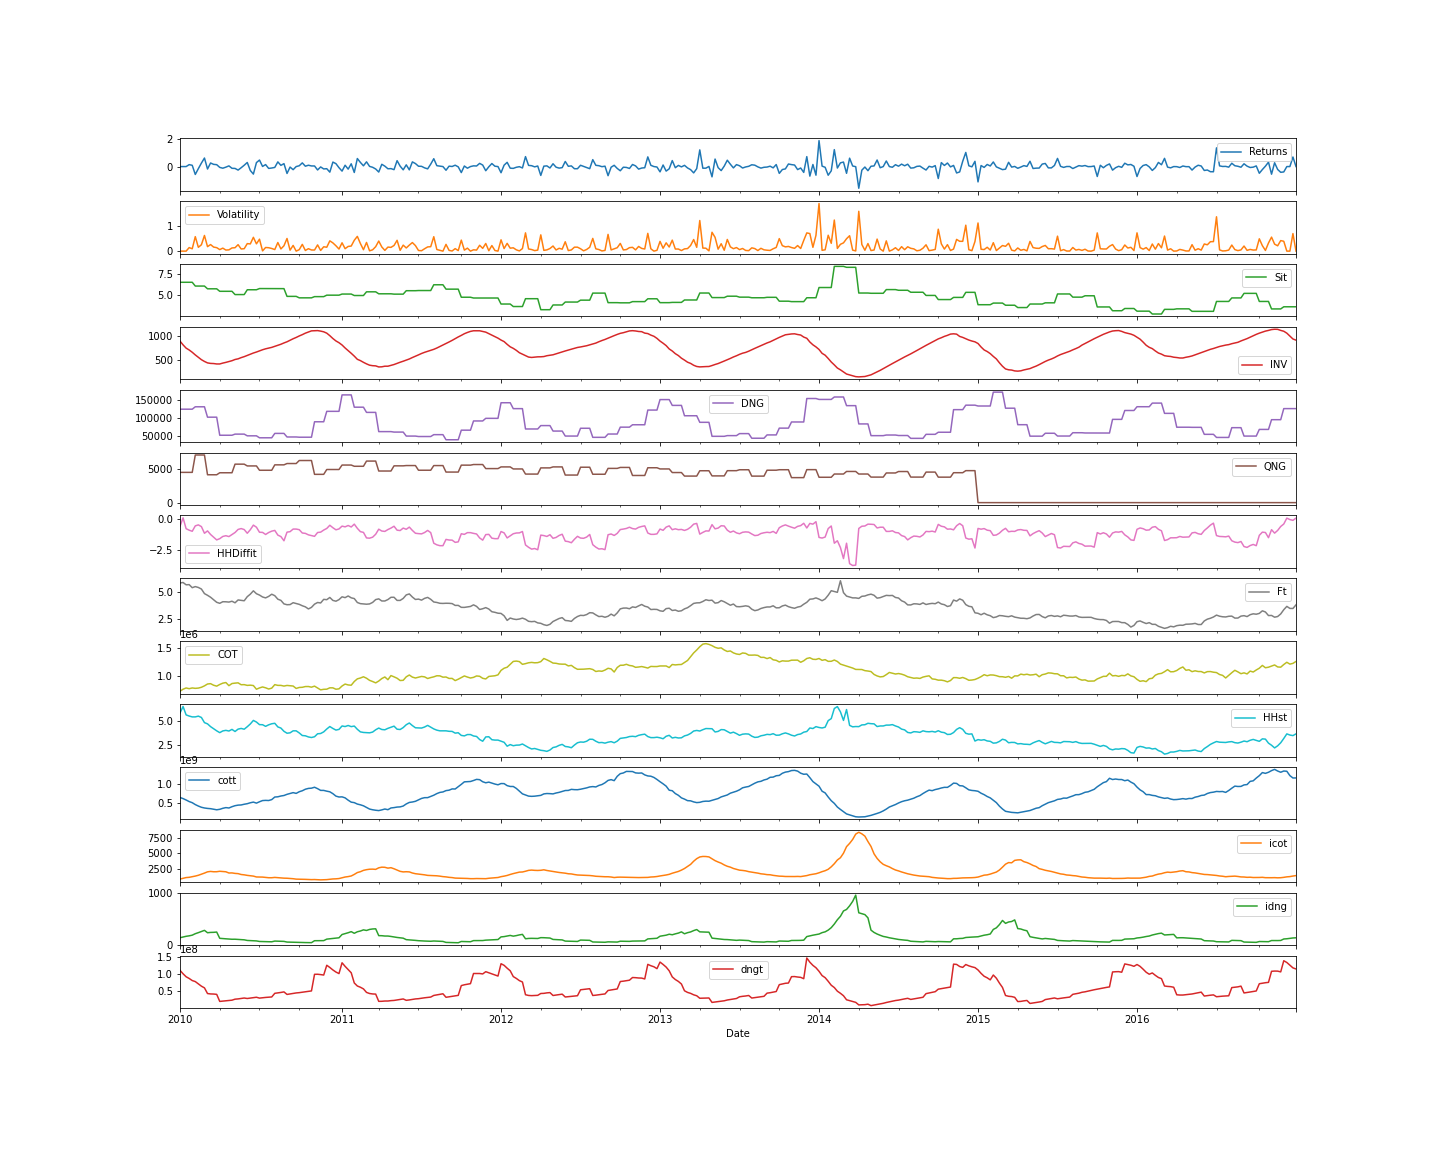 2
0
Returns
Volatility
1
0
7.5
5.0
Sit
1000
500
INV
150000
100000
50000
DNG
5000
0
QNG
0.0
−2.5
HHDiffit
5.0
2.5
Ft
1e6
1.5
1.0
COT
5.0
2.5
HHst
1e9
1.0
0.5
cott
7500
5000
2500
icot
1000
0
idng
1e8
1.5
1.0
0.5
dngt
2010 2011 2012 2013 2014 2015 2016
Date